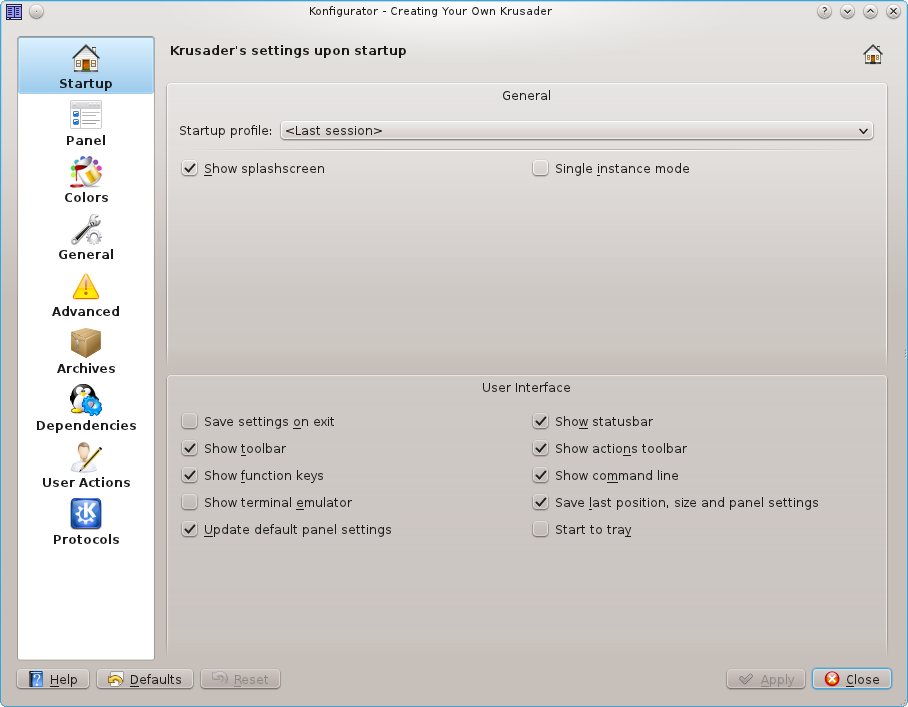 Konfigurator - Creating Your Own Krusader
Startup
Panel
Colors
General
Advanced
Archives
Dependencies
User Actions
Protocols
Krusader's settings upon startup
General
Startup profile: <Last session>
Show splashscreen Single instance mode
User Interface
Save settings on exit Show statusbar
Show toolbar Show actions toolbar
Show function keys Show command line
Show terminal emulator Save last position, size and panel settings
Update default panel settings Start to tray
Help Defaults Reset Apply Close